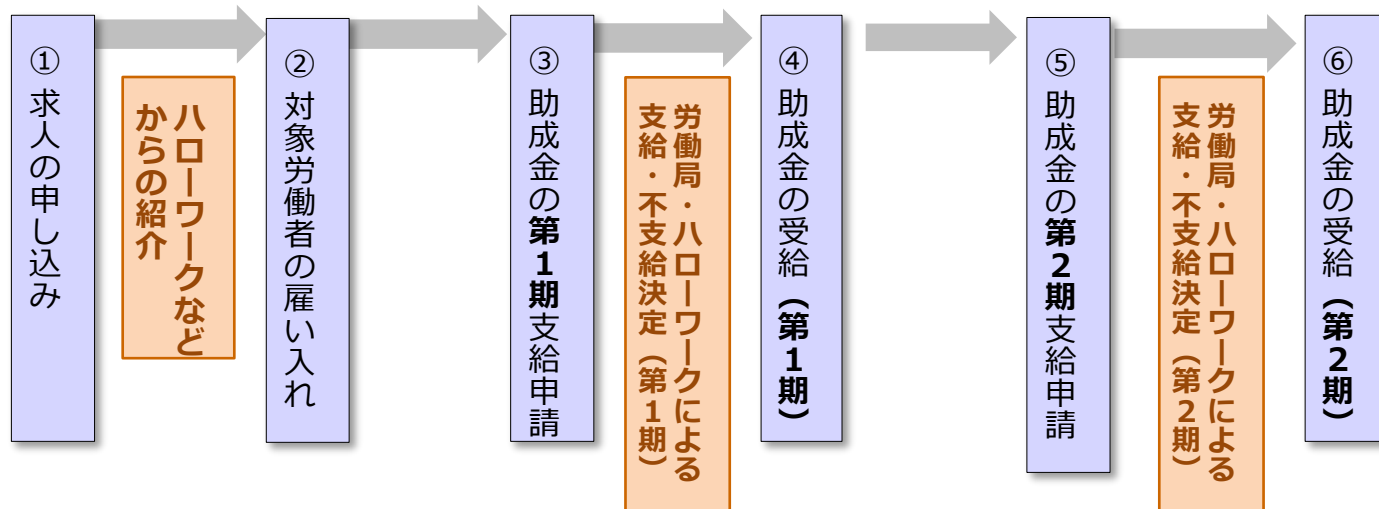 ① 求人の申し込み
ハローワークなど
からの紹介
② 対象労働者の雇い入れ
③ 助成金の第1期支給申請
労働局・ハローワークによる
支給・不支給決定（第1期）
④ 助成金の受給（第1期）
⑤ 助成金の第2期支給申請
労働局・ハローワークによる
支給・不支給決定（第2期）
⑥ 助成金の受給（第2期）